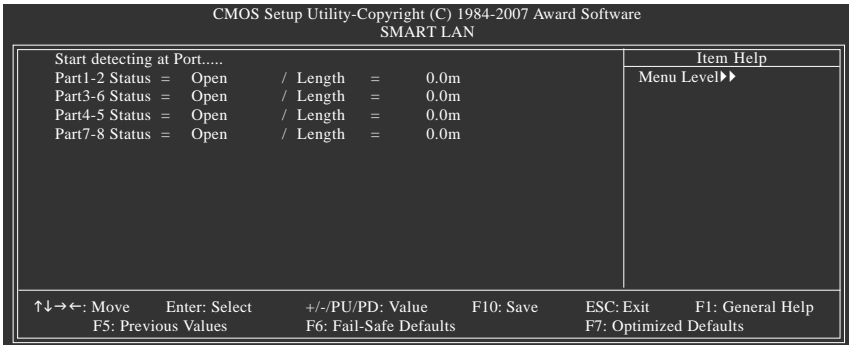 CMOS Setup Utility-Copyright (C) 1984-2007 Award Software
SMART LAN
Start detecting at Port.....
Part1-2 Status = Open / Length = 0.0m
Part3-6 Status = Open / Length = 0.0m
Part4-5 Status = Open / Length = 0.0m
Part7-8 Status = Open / Length = 0.0m
Item Help
Menu Level▶▶
↑↓→←: Move Enter: Select +/-/PU/PD: Value F10: Save ESC: Exit F1: General Help
F5: Previous Values F6: Fail-Safe Defaults F7: Optimized Defaults